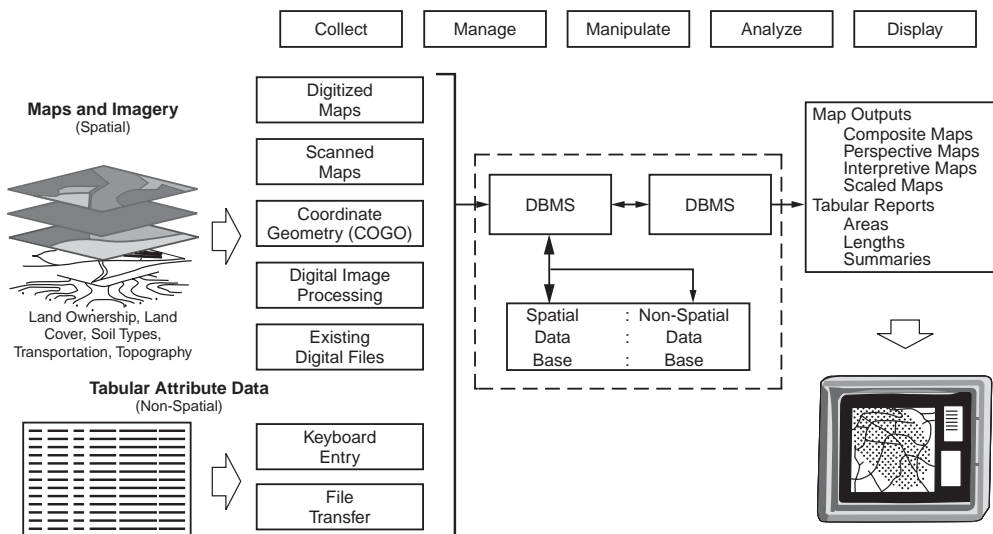 Collect
Manage
Manipulate
Analyze
Display
Maps and Imagery
(Spatial)
Land Ownership, Land
Cover, Soil Types,
Transportation, Topography
Tabular Attribute Data
(Non-Spatial)
Digitized
Maps
Scanned
Maps
Coordinate
Geometry (COGO)
Digital Image
Processing
Existing
Digital Files
Keyboard
Entry
File
Transfer
DBMS
DBMS
Spatial : Non-Spatial
Data : Data
Base : Base
Map Outputs
Composite Maps
Perspective Maps
Interpretive Maps
Scaled Maps
Tabular Reports
Areas
Lengths
Summaries